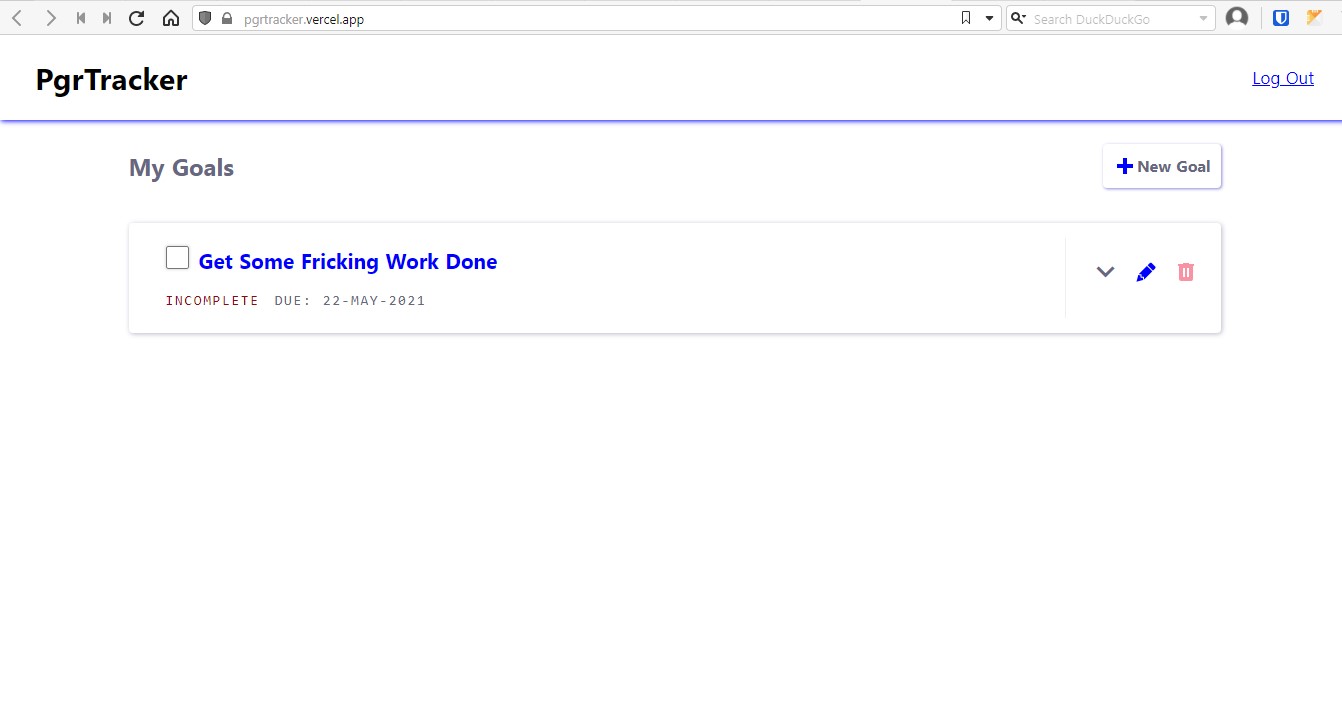 pgrtracker.vercel.app
Search DuckDuckGo
PgrTracker
Log Out
My Goals
New Goal
Get Some Fricking Work Done
INCOMPLETE DUE: 22-MAY-2021